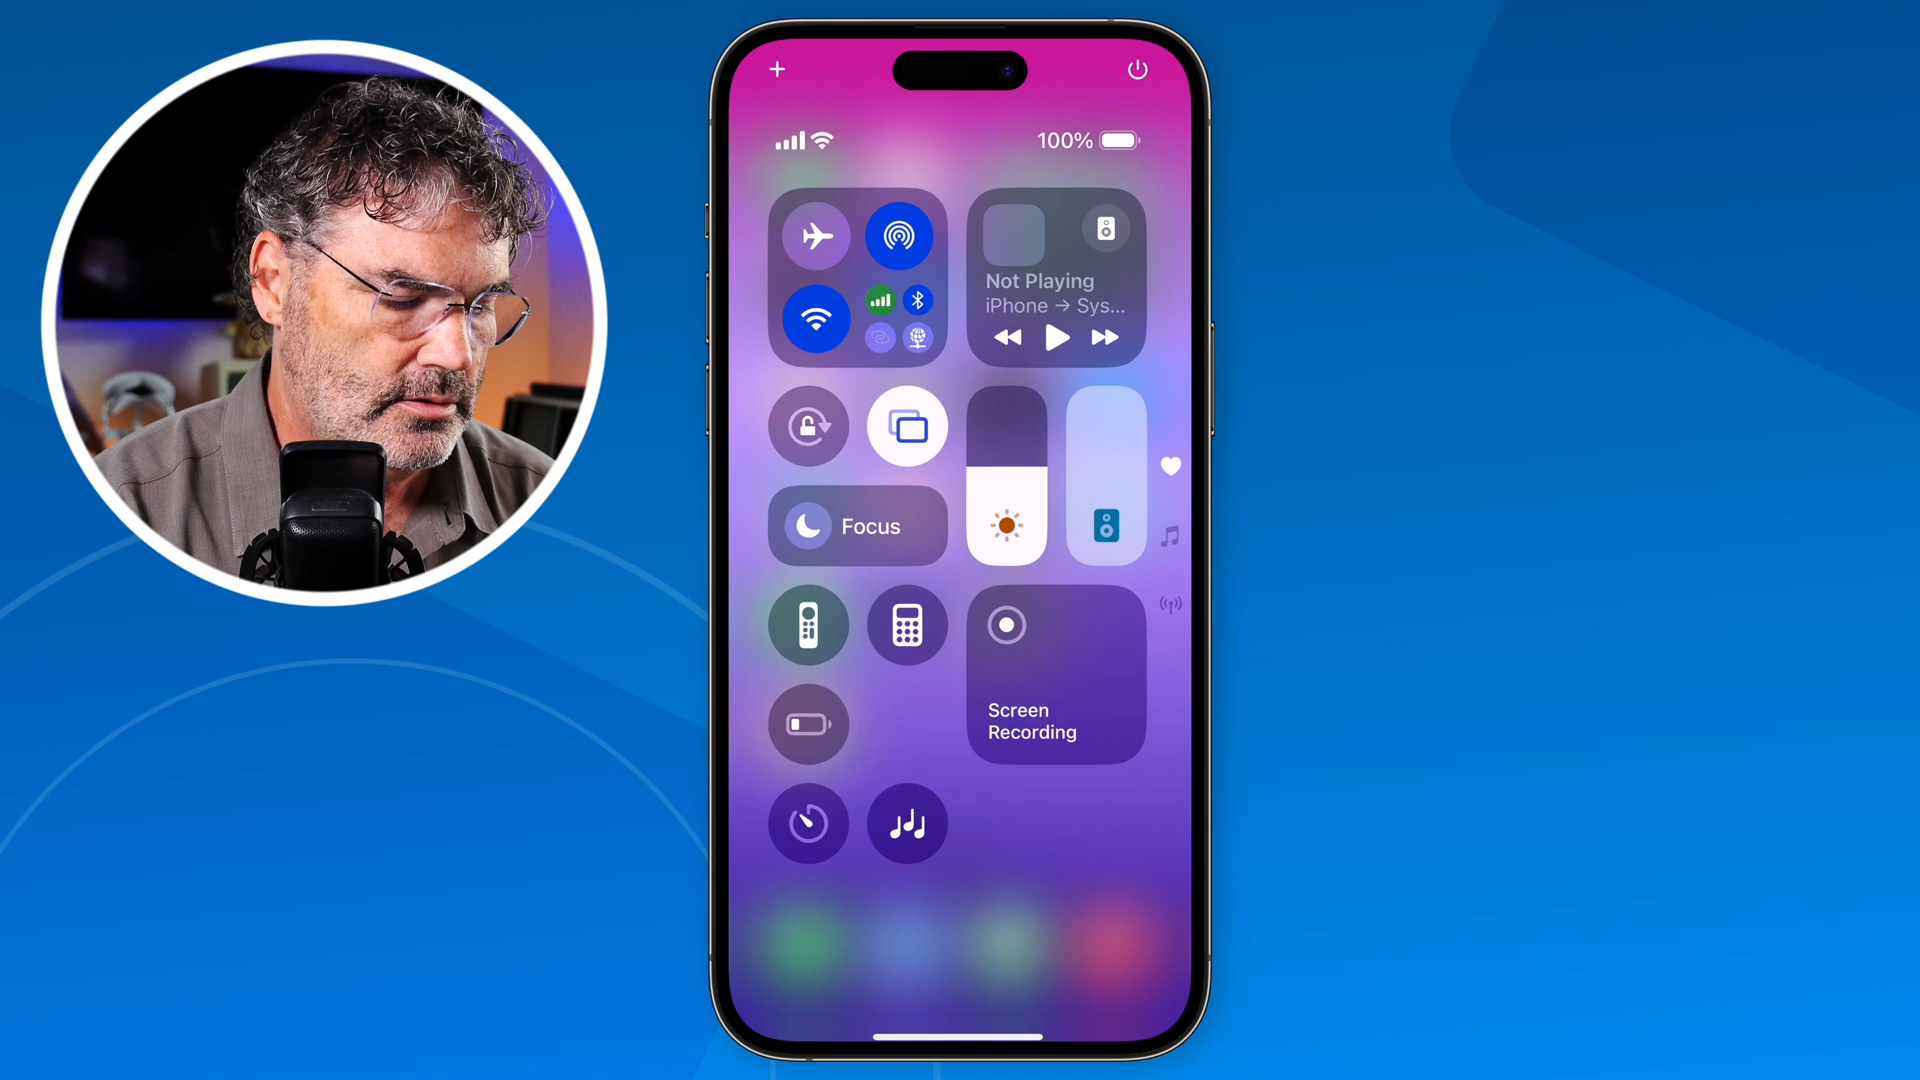 100%
Not Playing
iPhone → Sys...
Focus
Screen
Recording